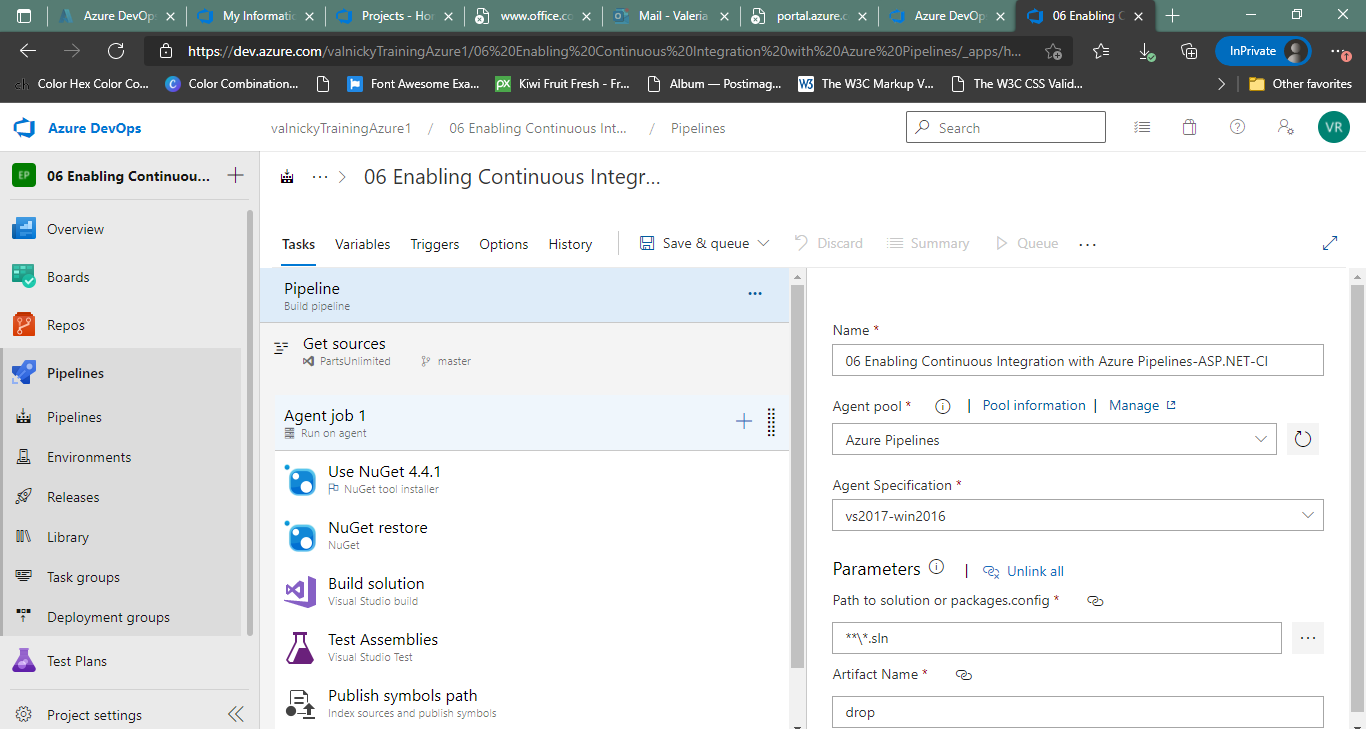 Azure DevOps
My Informatic
Projects - Hor
www.office.co
Mail - Valeria
portal.azure.c
Azure DevOp
06 Enabling C
https://dev.azure.com/valnickyTrainingAzure1/06%20Enabling%20Continuous%20Integration%20with%20Azure%20Pipelines/_apps/h...
InPrivate
Color Hex Color Co...
Color Combination...
Font Awesome Exa...
Kiwi Fruit Fresh - Fr...
Album — Postimag...
The W3C Markup V...
The W3C CSS Valid...
Other favorites
Azure DevOps
valnickyTrainingAzure1 / 06 Enabling Continuous Int... / Pipelines
Search
VR
EP 06 Enabling Continuou...
06 Enabling Continuous Integr...
Overview
Boards
Repos
Pipelines
Pipelines
Environments
Releases
Library
Task groups
Deployment groups
Test Plans
Project settings
Tasks Variables Triggers Options History
Save & queue
Discard
Summary
Queue
Pipeline
Build pipeline
Get sources
PartsUnlimited master
Agent job 1
Run on agent
Use NuGet 4.4.1
NuGet tool installer
NuGet restore
NuGet
Build solution
Visual Studio build
Test Assemblies
Visual Studio Test
Publish symbols path
Index sources and publish symbols
Name *
06 Enabling Continuous Integration with Azure Pipelines-ASP.NET-CI
Agent pool * | Pool information | Manage
Azure Pipelines
Agent Specification *
vs2017-win2016
Parameters | Unlink all
Path to solution or packages.config *
**\*.sln
Artifact Name *
drop